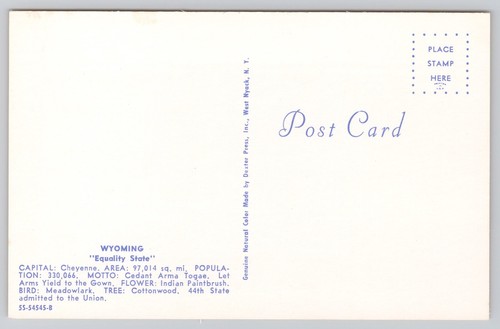 WYOMING
"Equality State"
CAPITAL: Cheyenne. AREA: 97,014 sq. mi. POPULA-
TION: 330,066. MOTTO: Cedant Arma Togae. Let
Arms Yield to the Gown. FLOWER: Indian Paintbrush.
BIRD: Meadowlark. TREE: Cottonwood. 44th State
admitted to the Union.
55-54545-B
Genuine Natural Color Made by Dexter Press, Inc., West Nyack, N. Y.
Post Card
PLACE
STAMP
HERE